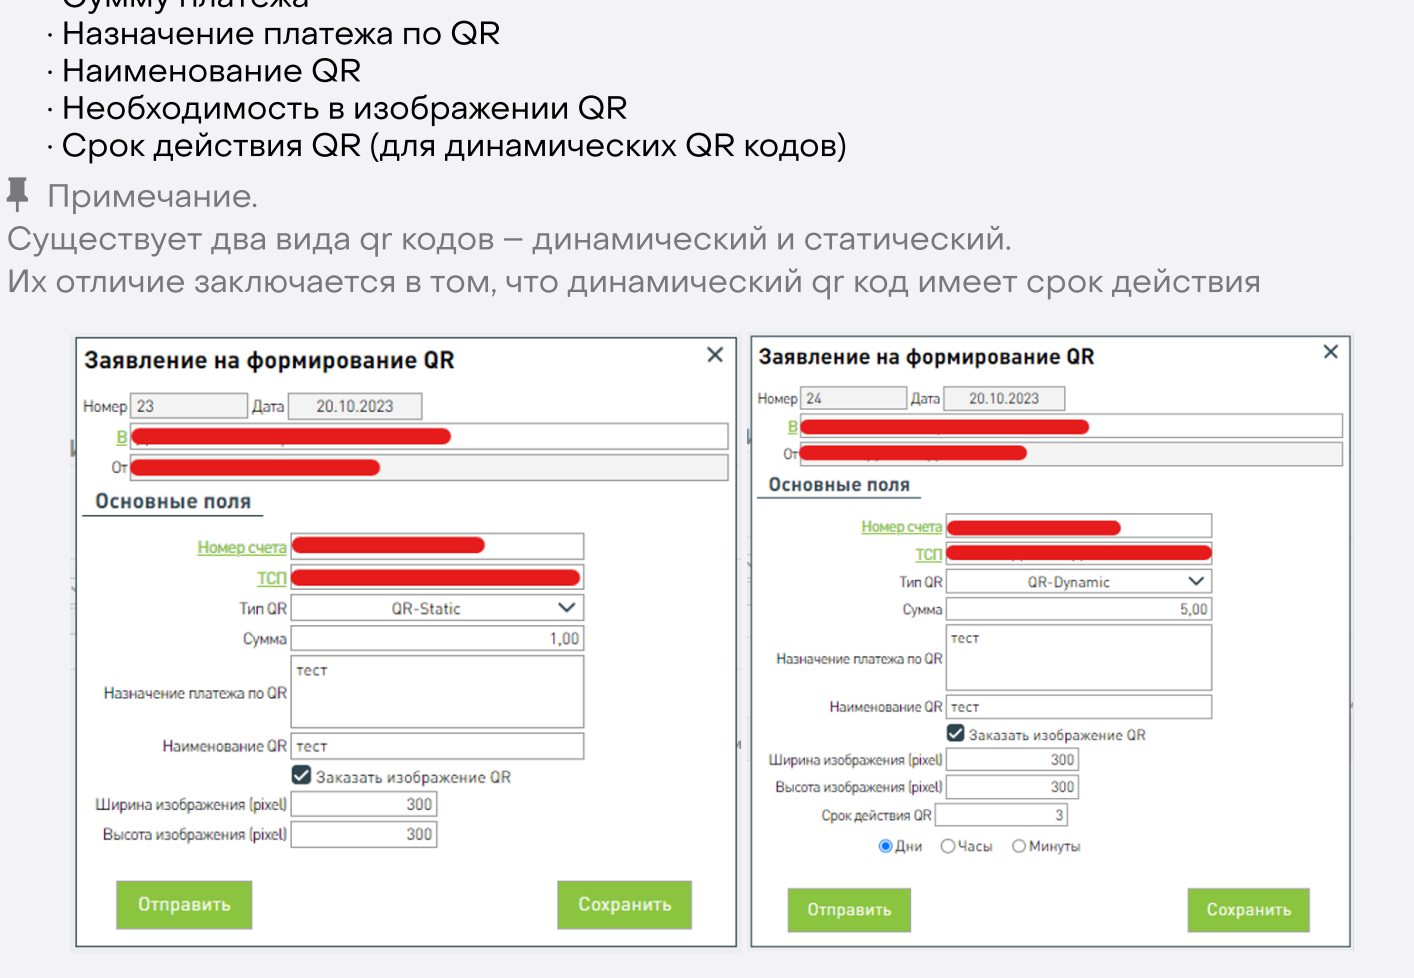 · Сумму платежа
· Назначение платежа по QR
· Наименование QR
· Необходимость в изображении QR
· Срок действия QR (для динамических QR кодов)
Примечание.
Существует два вида qr кодов – динамический и статический.
Их отличие заключается в том, что динамический qr код имеет срок действия
Заявление на формирование QR
Номер 23 Дата 20.10.2023
В
От
Основные поля
Номер счета
ТСП
Тип QR QR-Static
Сумма 1,00
Назначение платежа по QR тест
Наименование QR тест
Заказать изображение QR
Ширина изображения (pixel) 300
Высота изображения (pixel) 300
Отправить Сохранить
Заявление на формирование QR
Номер 24 Дата 20.10.2023
В
От
Основные поля
Номер счета
ТСП
Тип QR QR-Dynamic
Сумма 5,00
Назначение платежа по QR тест
Наименование QR тест
Заказать изображение QR
Ширина изображения (pixel) 300
Высота изображения (pixel) 300
Срок действия QR 3
Дни Часы Минуты
Отправить Сохранить